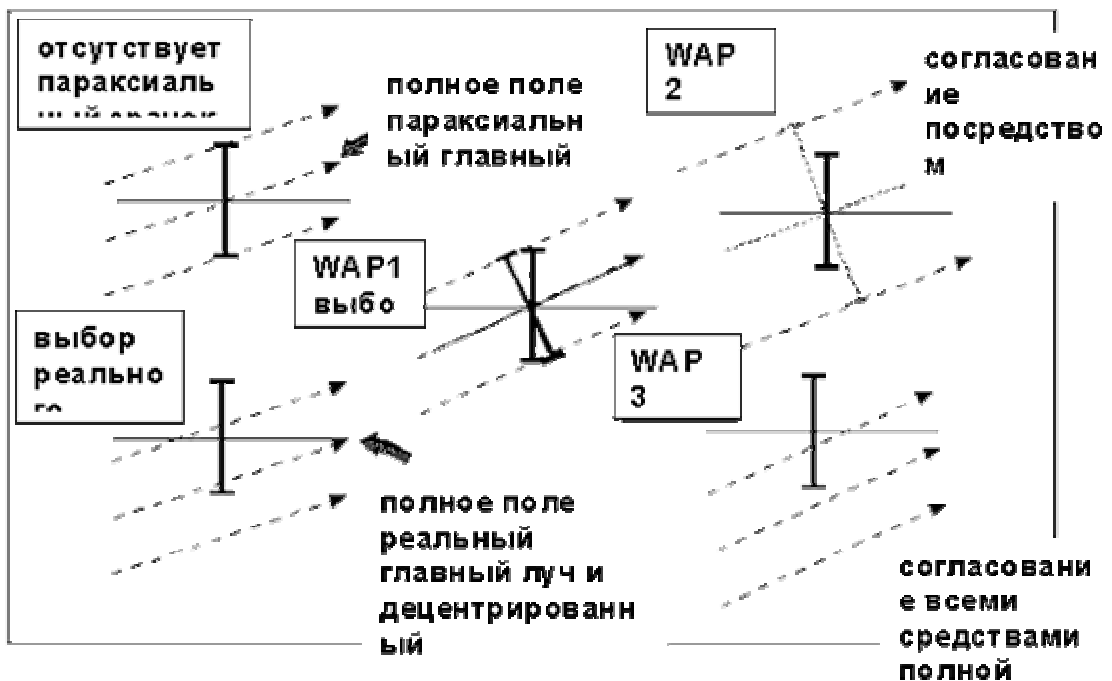 отсутствует
параксиаль
полное поле
параксиальн
ый главный
WAP
2
согласован
ие
посредство
м
WAP1
выбо
выбор
реально
го
WAP
3
полное поле
реальный
главный луч и
децентрированн
ый
согласовани
е всеми
средствами
полной